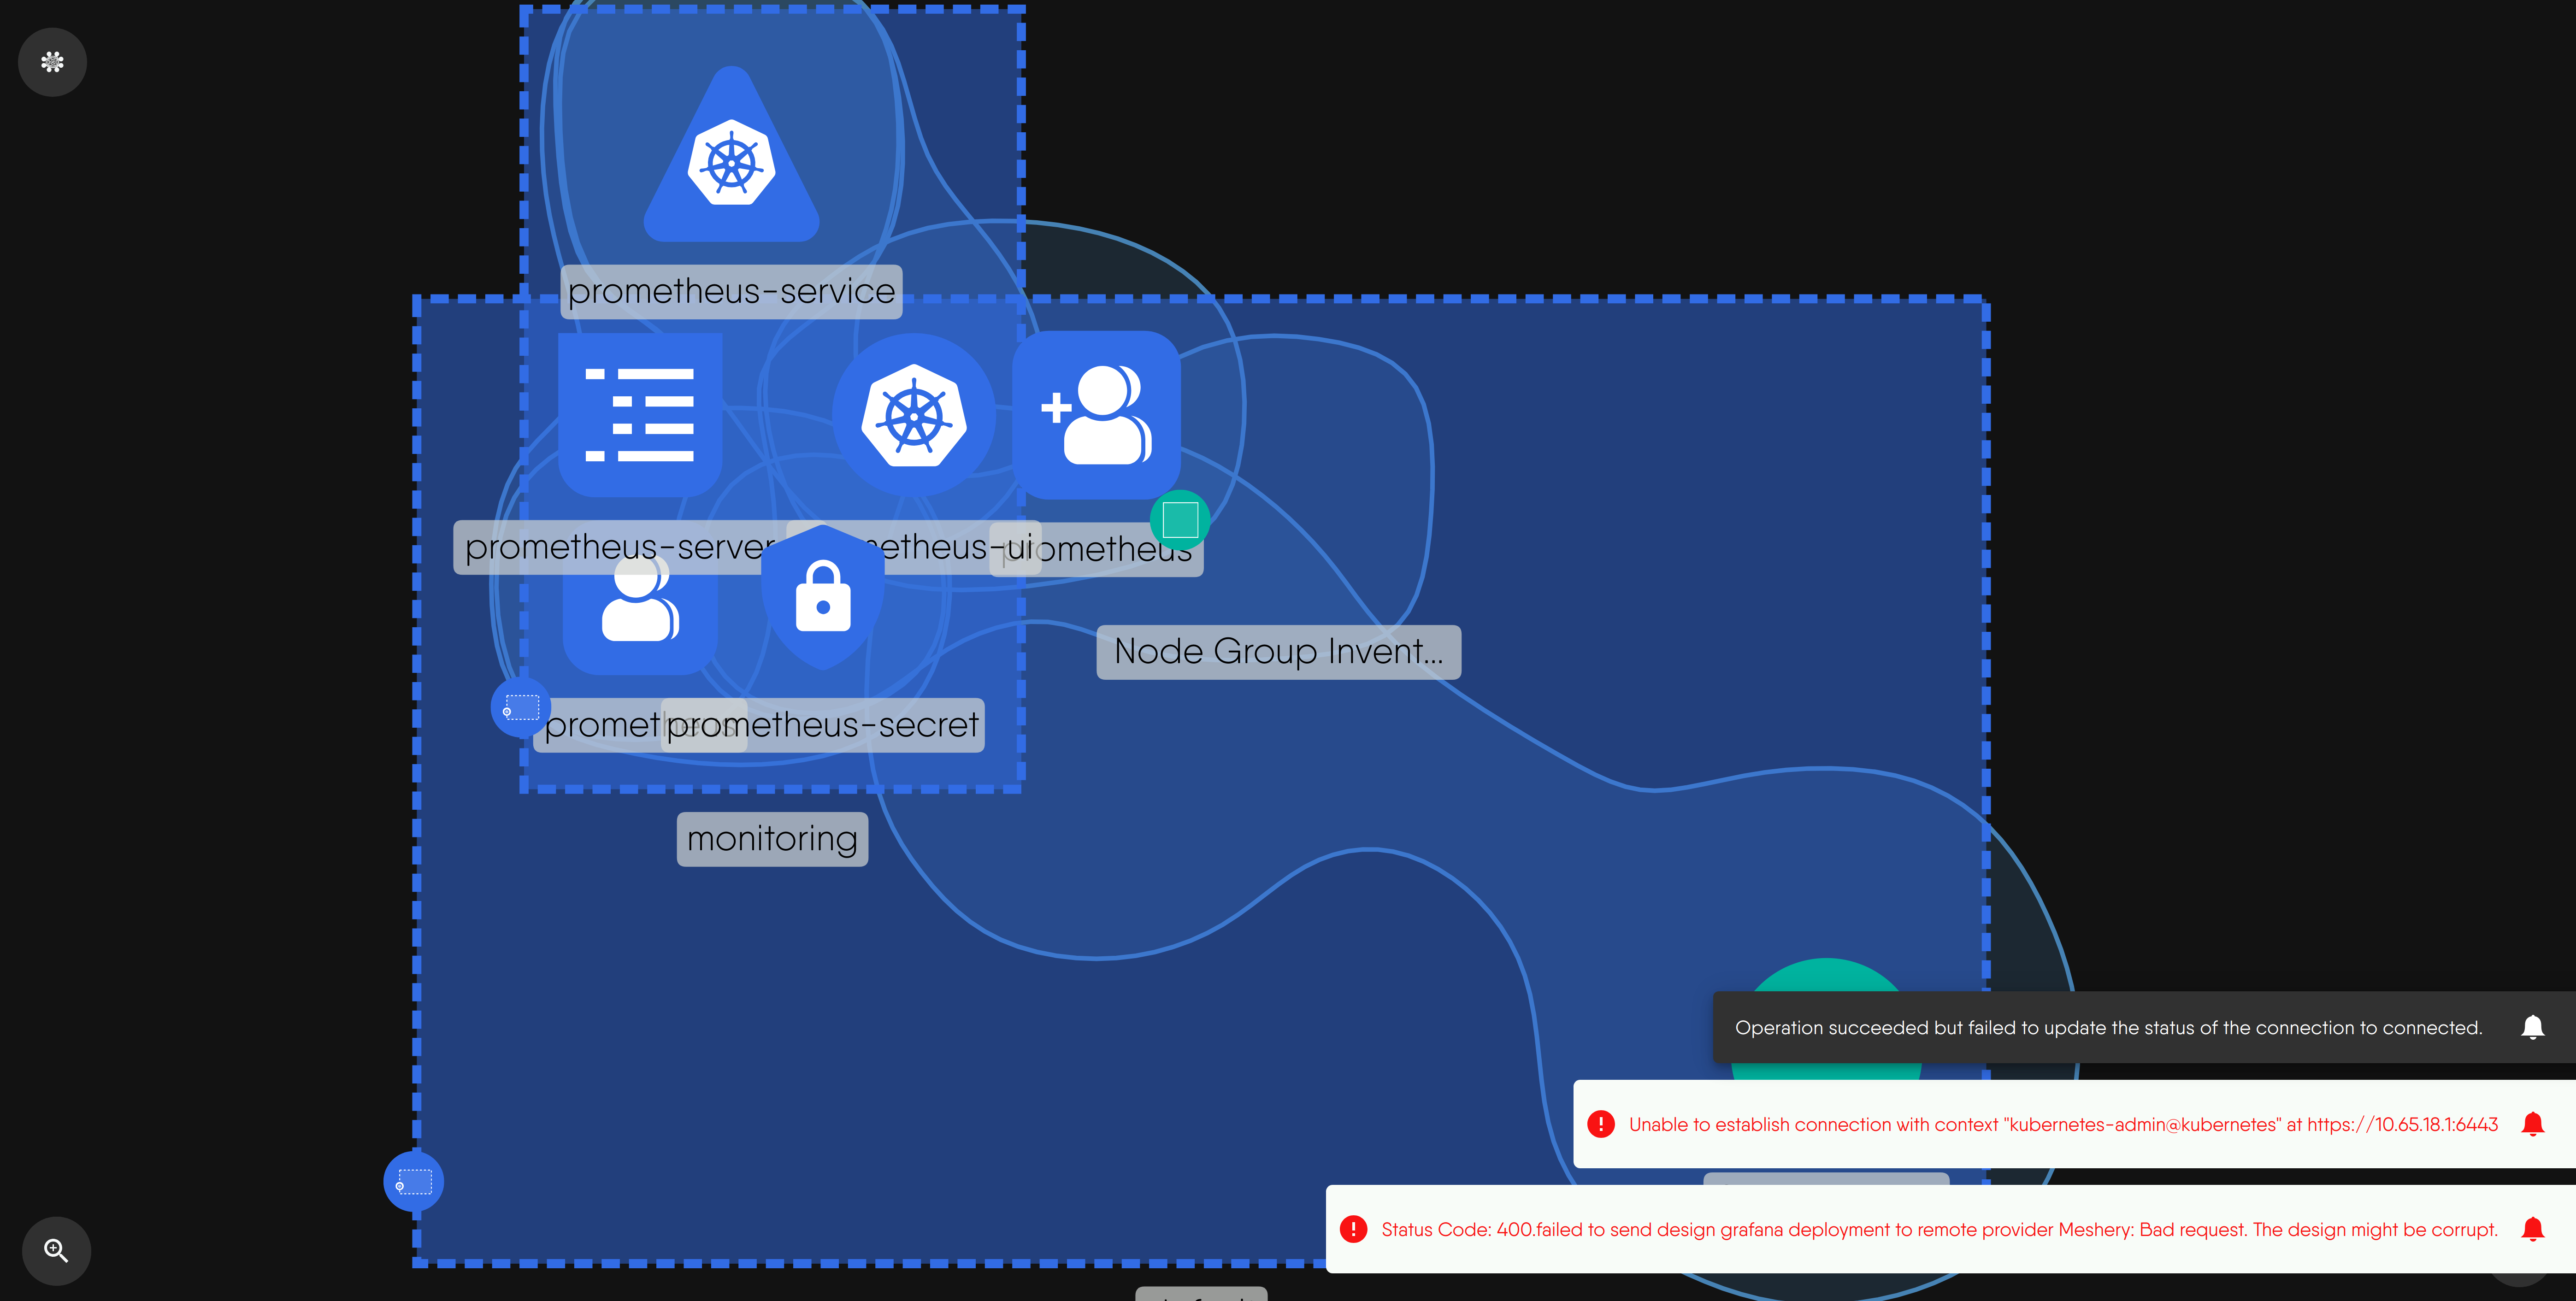 prometheus-service
prometheus-server
etheus-ui
ometheus
Node Group Invent...
promet
prometheus-secret
monitoring
Operation succeeded but failed to update the status of the connection to connected.
Unable to establish connection with context "kubernetes-admin@kubernetes" at https://10.65.18.1:6443
Status Code: 400.failed to send design grafana deployment to remote provider Meshery: Bad request. The design might be corrupt.